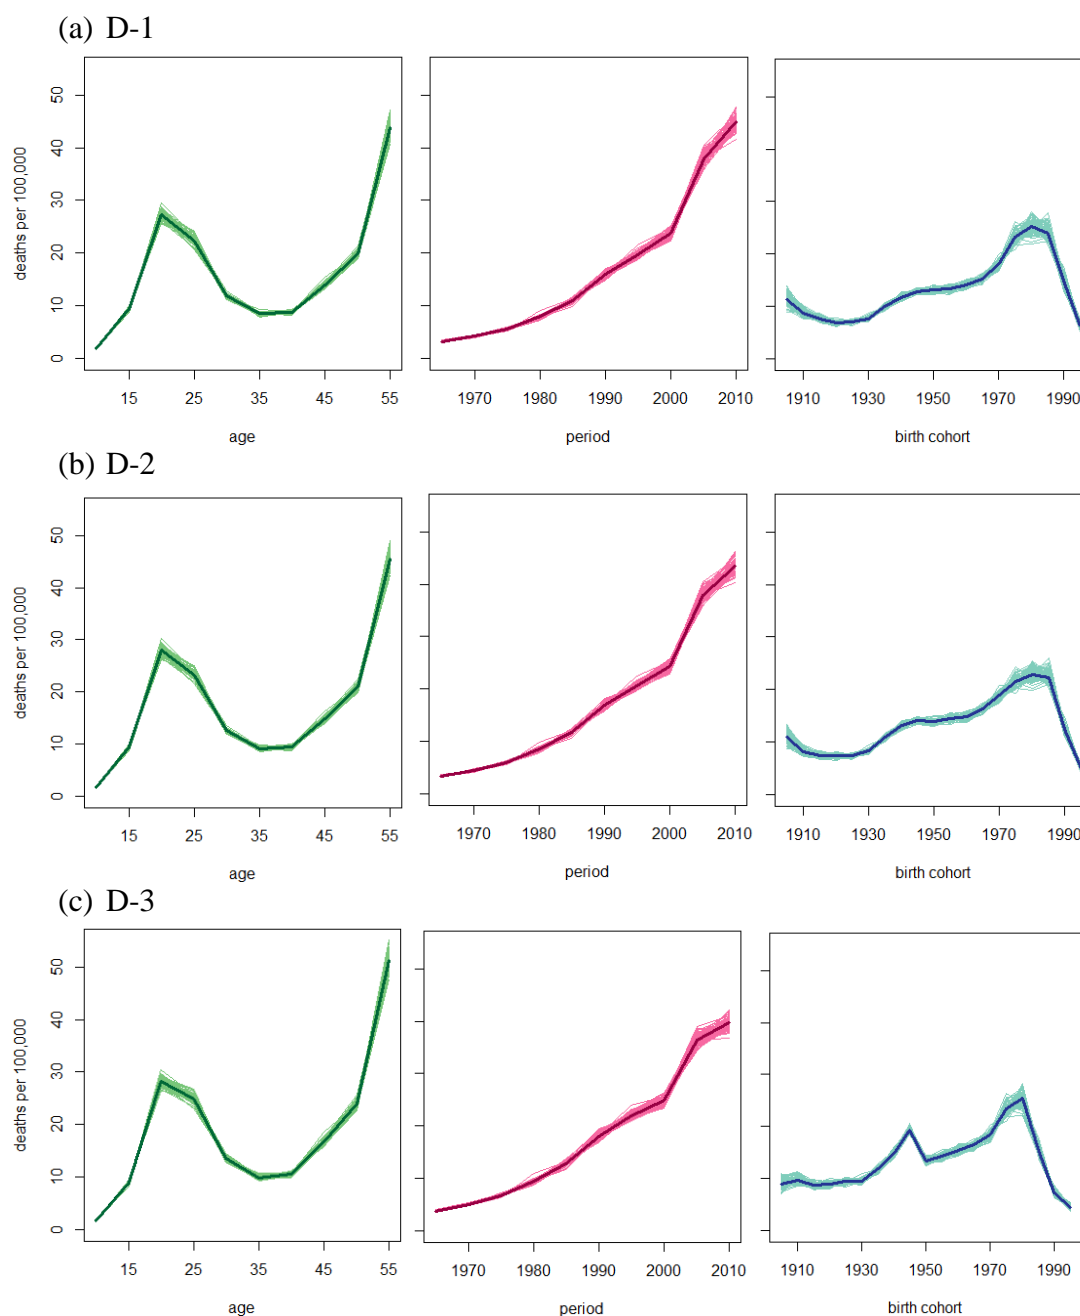 (a) D-1
deaths per 100,000
0 10 20 30 40 50
15 25 35 45 55
age
1970 1980 1990 2000 2010
period
1910 1930 1950 1970 1990
birth cohort
(b) D-2
deaths per 100,000
0 10 20 30 40 50
15 25 35 45 55
age
1970 1980 1990 2000 2010
period
1910 1930 1950 1970 1990
birth cohort
(c) D-3
deaths per 100,000
0 10 20 30 40 50
15 25 35 45 55
age
1970 1980 1990 2000 2010
period
1910 1930 1950 1970 1990
birth cohort